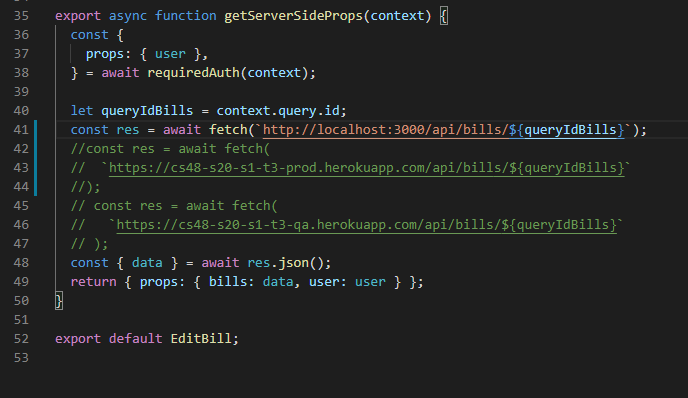 35 export async function getServerSideProps(context) {
36   const {
37     props: { user },
38   } = await requiredAuth(context);
39
40   let queryIdBills = context.query.id;
41   const res = await fetch(`http://localhost:3000/api/bills/${queryIdBills}`);
42   //const res = await fetch(
43   //  `https://cs48-s20-s1-t3-prod.herokuapp.com/api/bills/${queryIdBills}`
44   //);
45   // const res = await fetch(
46   //   `https://cs48-s20-s1-t3-qa.herokuapp.com/api/bills/${queryIdBills}`
47   // );
48   const { data } = await res.json();
49   return { props: { bills: data, user: user } };
50 }
51
52 export default EditBill;
53